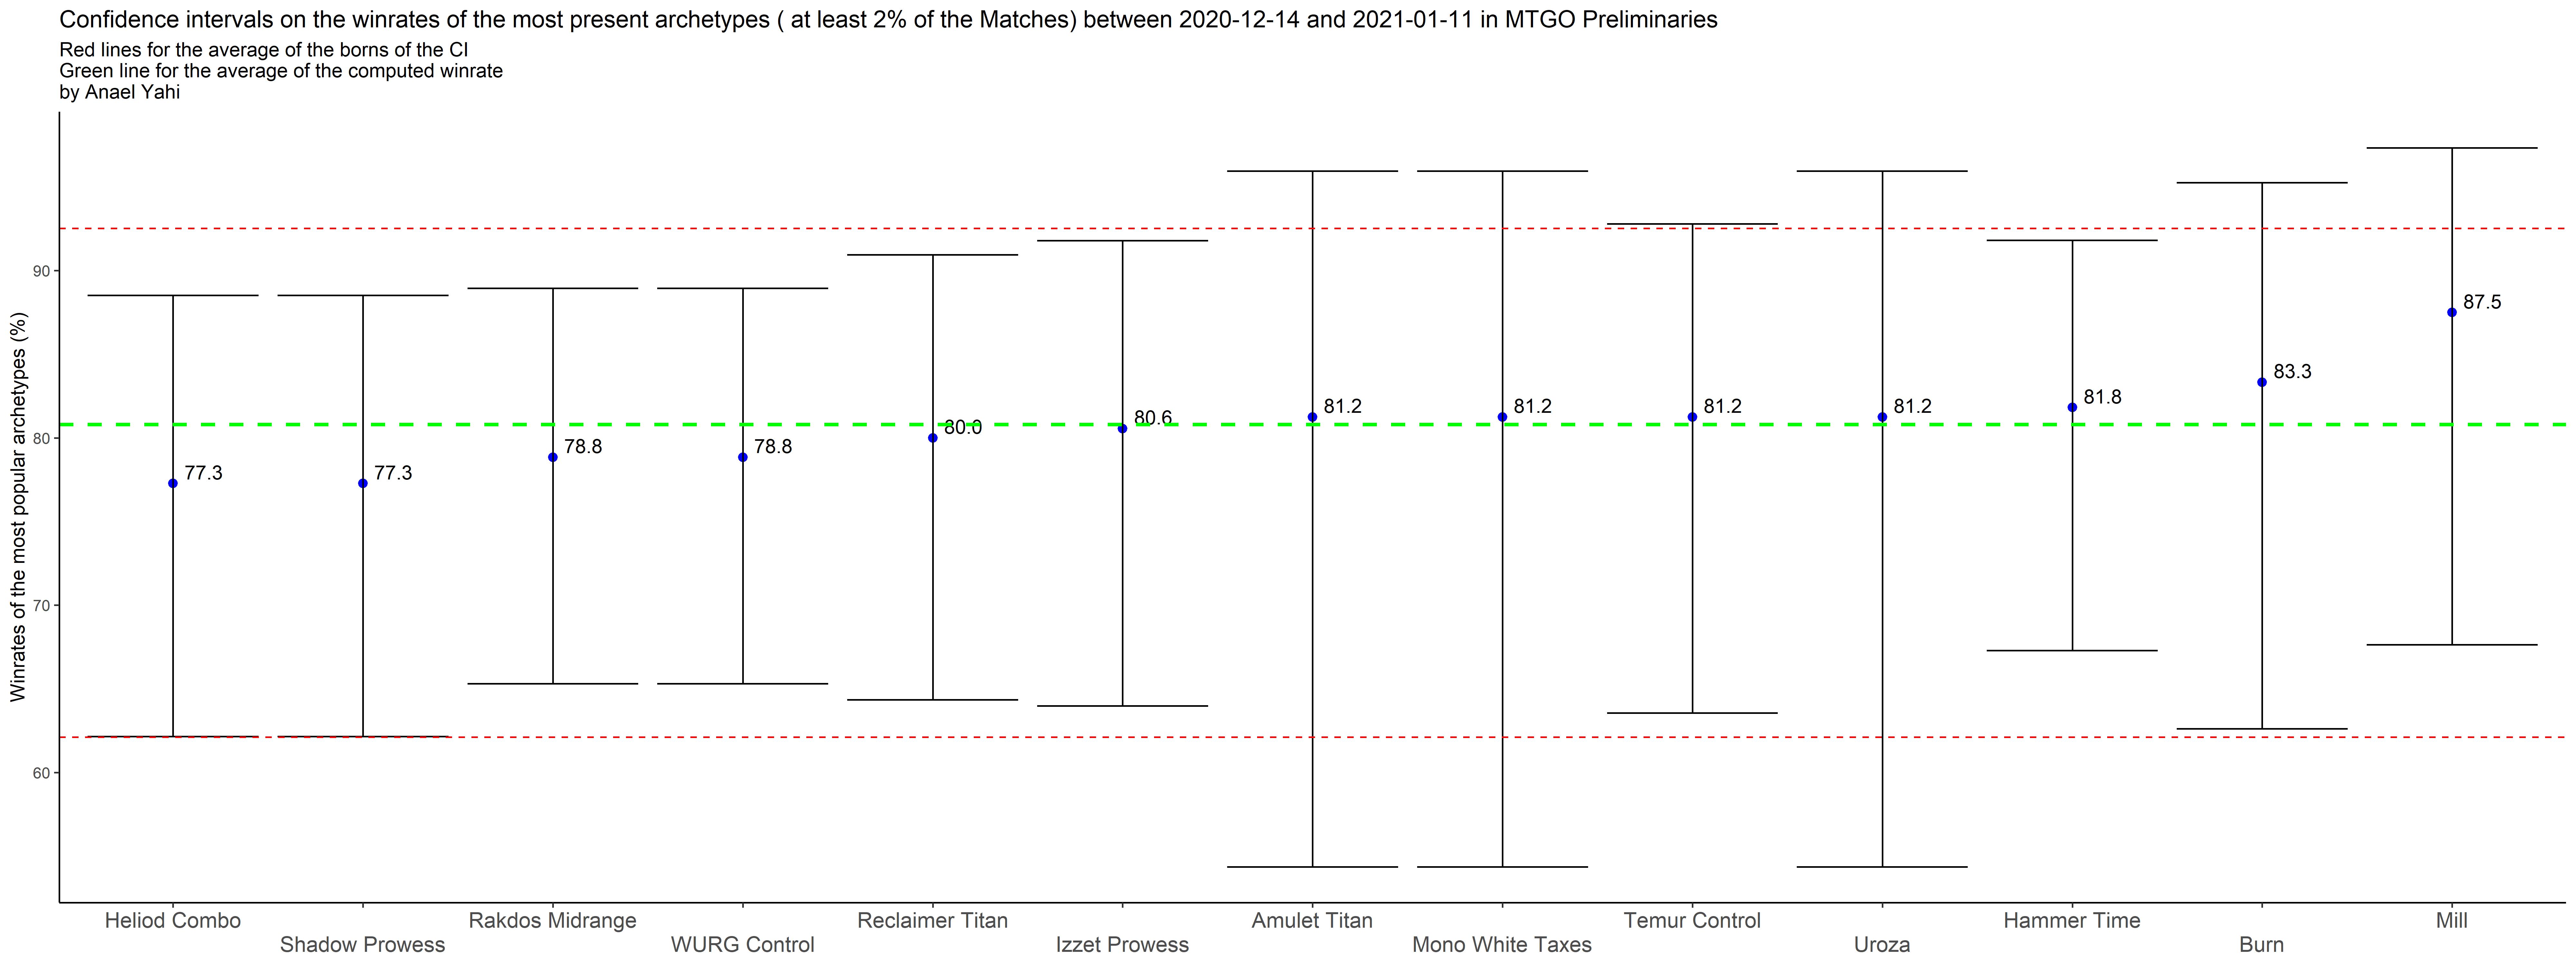 Confidence intervals on the winrates of the most present archetypes ( at least 2% of the Matches) between 2020-12-14 and 2021-01-11 in MTGO Preliminaries
Red lines for the average of the borns of the CI
Green line for the average of the computed winrate
by Anael Yahi
Winrates of the most popular archetypes (%)
90
80
70
60
77.3
77.3
78.8
78.8
80.0
80.6
81.2
81.2
81.2
81.2
81.8
83.3
87.5
Heliod Combo
Shadow Prowess
Rakdos Midrange
WURG Control
Reclaimer Titan
Izzet Prowess
Amulet Titan
Mono White Taxes
Temur Control
Uroza
Hammer Time
Burn
Mill